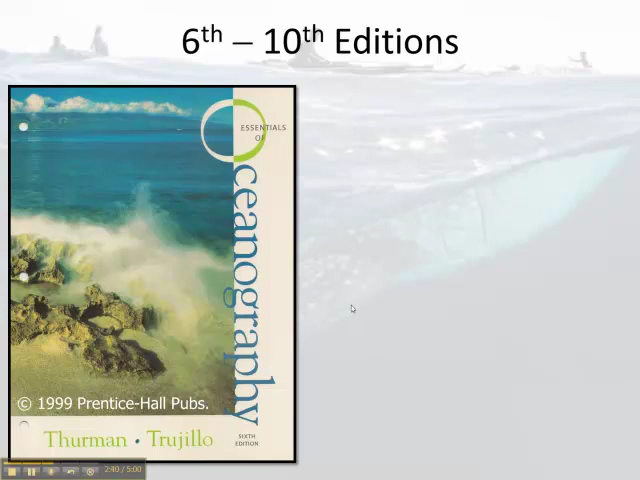 6th – 10th Editions
ESSENTIALS
OF
Oceanography
© 1999 Prentice-Hall Pubs.
Thurman • Trujillo
SIXTH
EDITION
2:40 / 5:00